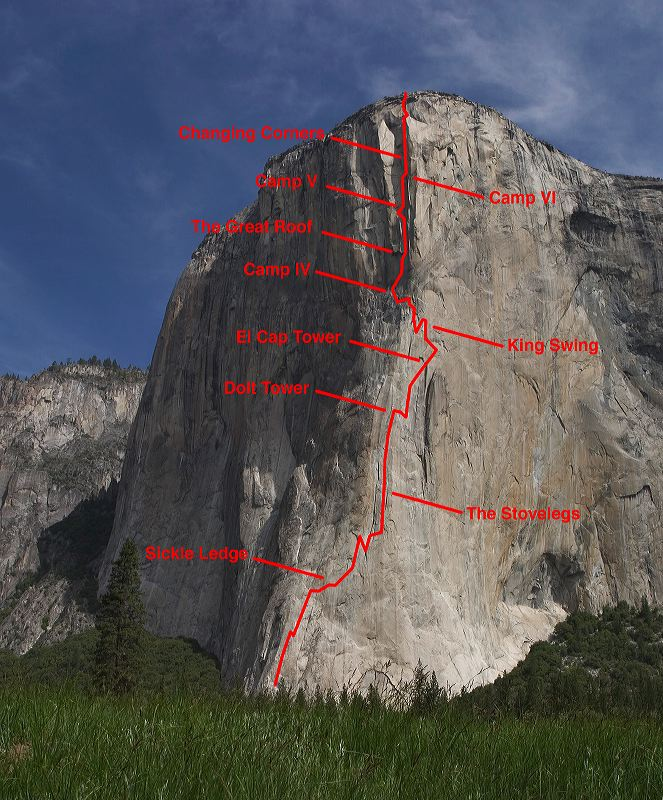 Changing Corners
Camp V
Camp VI
The Great Roof
Camp IV
El Cap Tower
King Swing
Dolt Tower
The Stovelegs
Sickle Ledge